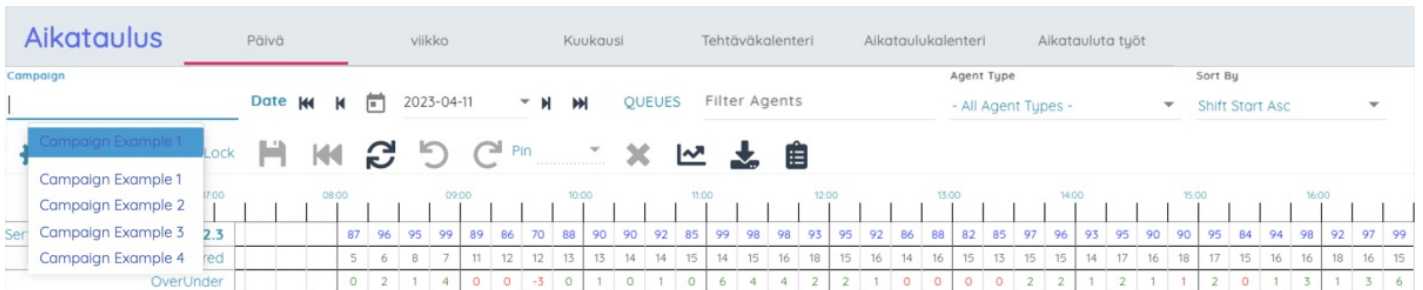 Aikataulus Päivä viikko Kuukausi Tehtäväkalenteri Aikataulukalenteri Aikatauluta työt
Campaign Agent Type Sort By
Date 2023-04-11 QUEUES Filter Agents - All Agent Types - Shift Start Asc
Campaign Example 1 Lock Pin
Campaign Example 1
Campaign Example 2
Campaign Example 3
Campaign Example 4
7:00 08:00 09:00 10:00 11:00 12:00 13:00 14:00 15:00 16:00
Ser 2.3 87 96 95 99 89 86 70 88 90 90 92 85 99 98 98 93 95 92 86 88 82 85 97 96 93 95 90 90 95 84 94 98 92 97 99
red 5 6 8 7 11 12 12 13 13 14 14 15 14 15 16 18 15 16 14 16 15 13 15 15 14 17 16 18 17 15 16 16 18 16 15
OverUnder 0 2 1 4 0 0 -3 0 1 0 1 0 6 4 4 2 2 1 0 0 0 0 2 2 1 2 1 1 2 0 1 3 1 3 6